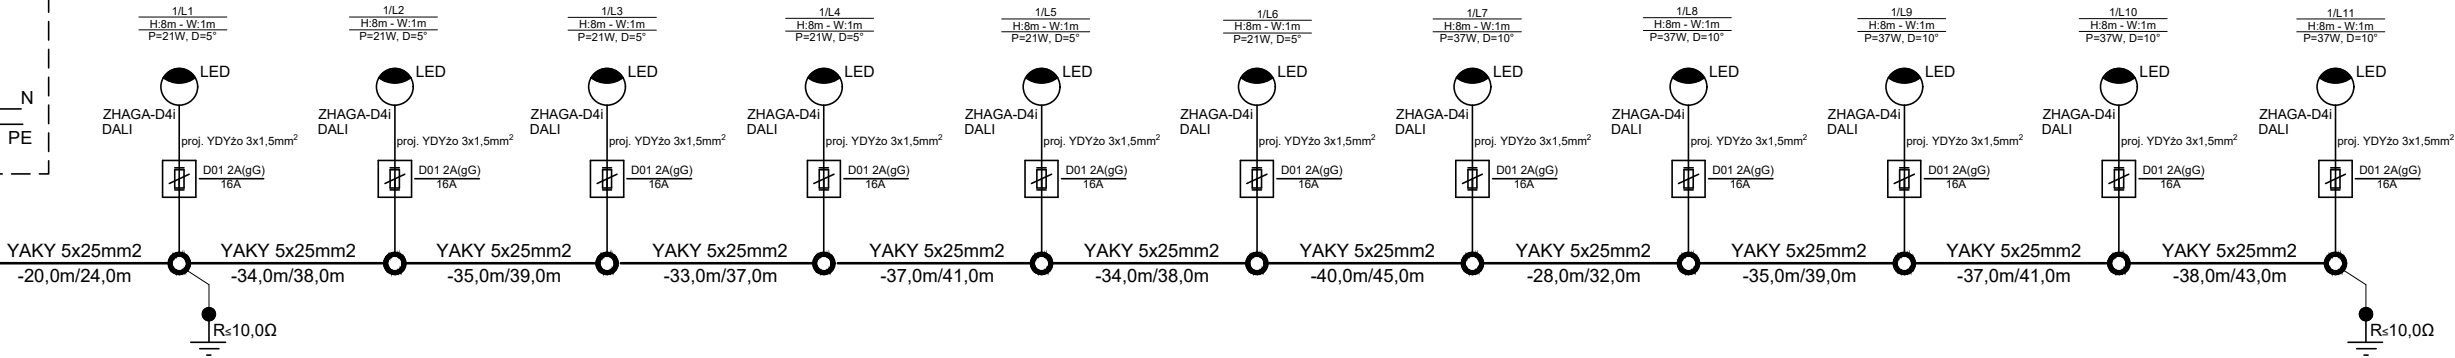 1/L1
H:8m - W:1m
P=21W, D=5°
1/L2
H:8m - W:1m
P=21W, D=5°
1/L3
H:8m - W:1m
P=21W, D=5°
1/L4
H:8m - W:1m
P=21W, D=5°
1/L5
H:8m - W:1m
P=21W, D=5°
1/L6
H:8m - W:1m
P=21W, D=5°
1/L7
H:8m - W:1m
P=37W, D=10°
1/L8
H:8m - W:1m
P=37W, D=10°
1/L9
H:8m - W:1m
P=37W, D=10°
1/L10
H:8m - W:1m
P=37W, D=10°
1/L11
H:8m - W:1m
P=37W, D=10°
N
PE
LED
ZHAGA-D4i
DALI
proj. YDYżo 3x1,5mm²
D01 2A(gG)
16A
LED
ZHAGA-D4i
DALI
proj. YDYżo 3x1,5mm²
D01 2A(gG)
16A
LED
ZHAGA-D4i
DALI
proj. YDYżo 3x1,5mm²
D01 2A(gG)
16A
LED
ZHAGA-D4i
DALI
proj. YDYżo 3x1,5mm²
D01 2A(gG)
16A
LED
ZHAGA-D4i
DALI
proj. YDYżo 3x1,5mm²
D01 2A(gG)
16A
LED
ZHAGA-D4i
DALI
proj. YDYżo 3x1,5mm²
D01 2A(gG)
16A
LED
ZHAGA-D4i
DALI
proj. YDYżo 3x1,5mm²
D01 2A(gG)
16A
LED
ZHAGA-D4i
DALI
proj. YDYżo 3x1,5mm²
D01 2A(gG)
16A
LED
ZHAGA-D4i
DALI
proj. YDYżo 3x1,5mm²
D01 2A(gG)
16A
LED
ZHAGA-D4i
DALI
proj. YDYżo 3x1,5mm²
D01 2A(gG)
16A
LED
ZHAGA-D4i
DALI
proj. YDYżo 3x1,5mm²
D01 2A(gG)
16A
YAKY 5x25mm2
-20,0m/24,0m
YAKY 5x25mm2
-34,0m/38,0m
YAKY 5x25mm2
-35,0m/39,0m
YAKY 5x25mm2
-33,0m/37,0m
YAKY 5x25mm2
-37,0m/41,0m
YAKY 5x25mm2
-34,0m/38,0m
YAKY 5x25mm2
-40,0m/45,0m
YAKY 5x25mm2
-28,0m/32,0m
YAKY 5x25mm2
-35,0m/39,0m
YAKY 5x25mm2
-37,0m/41,0m
YAKY 5x25mm2
-38,0m/43,0m
R≤10,0Ω
R≤10,0Ω